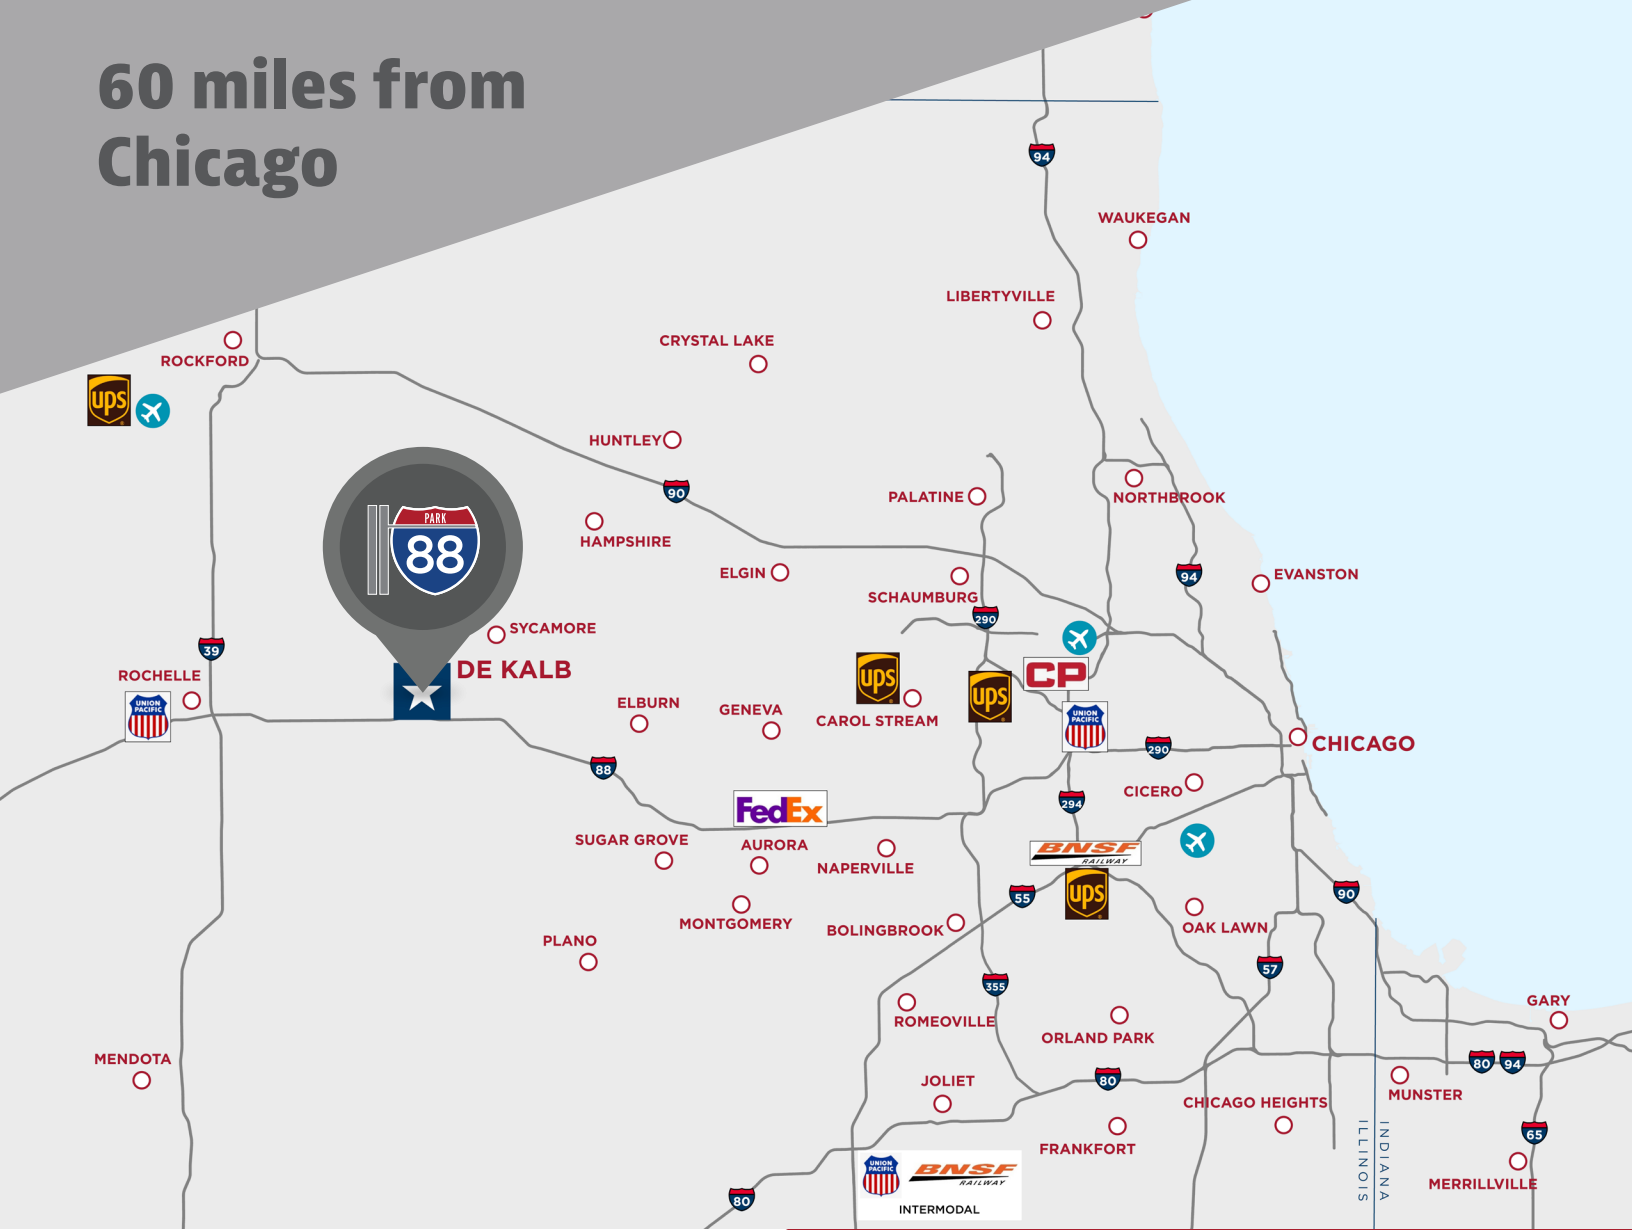 60 miles from
Chicago
94
WAUKEGAN
LIBERTYVILLE
CRYSTAL LAKE
ROCKFORD
ups
HUNTLEY
90
PALATINE
NORTHBROOK
PARK
88
HAMPSHIRE
ELGIN
SCHAUMBURG
94
EVANSTON
290
SYCAMORE
39
DE KALB
ROCHELLE
UNION
PACIFIC
ELBURN
GENEVA
ups
CAROL STREAM
ups
CP
UNION
PACIFIC
290
CHICAGO
88
CICERO
294
FedEx
SUGAR GROVE
AURORA
NAPERVILLE
BNSF
RAILWAY
ups
55
90
MONTGOMERY
BOLINGBROOK
OAK LAWN
PLANO
57
355
ROMEOVILLE
ORLAND PARK
GARY
MENDOTA
80
94
JOLIET
80
MUNSTER
CHICAGO HEIGHTS
FRANKFORT
65
ILLINOIS
INDIANA
MERRILLVILLE
UNION
PACIFIC
BNSF
RAILWAY
INTERMODAL
80